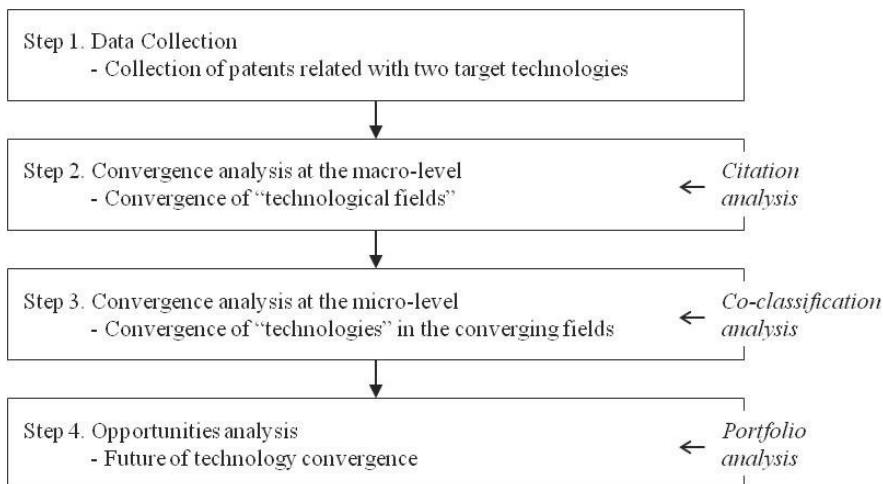 Step 1. Data Collection
- Collection of patents related with two target technologies
Step 2. Convergence analysis at the macro-level
- Convergence of “technological fields”
Citation
analysis
Step 3. Convergence analysis at the micro-level
- Convergence of “technologies” in the converging fields
Co-classification
analysis
Step 4. Opportunities analysis
- Future of technology convergence
Portfolio
analysis